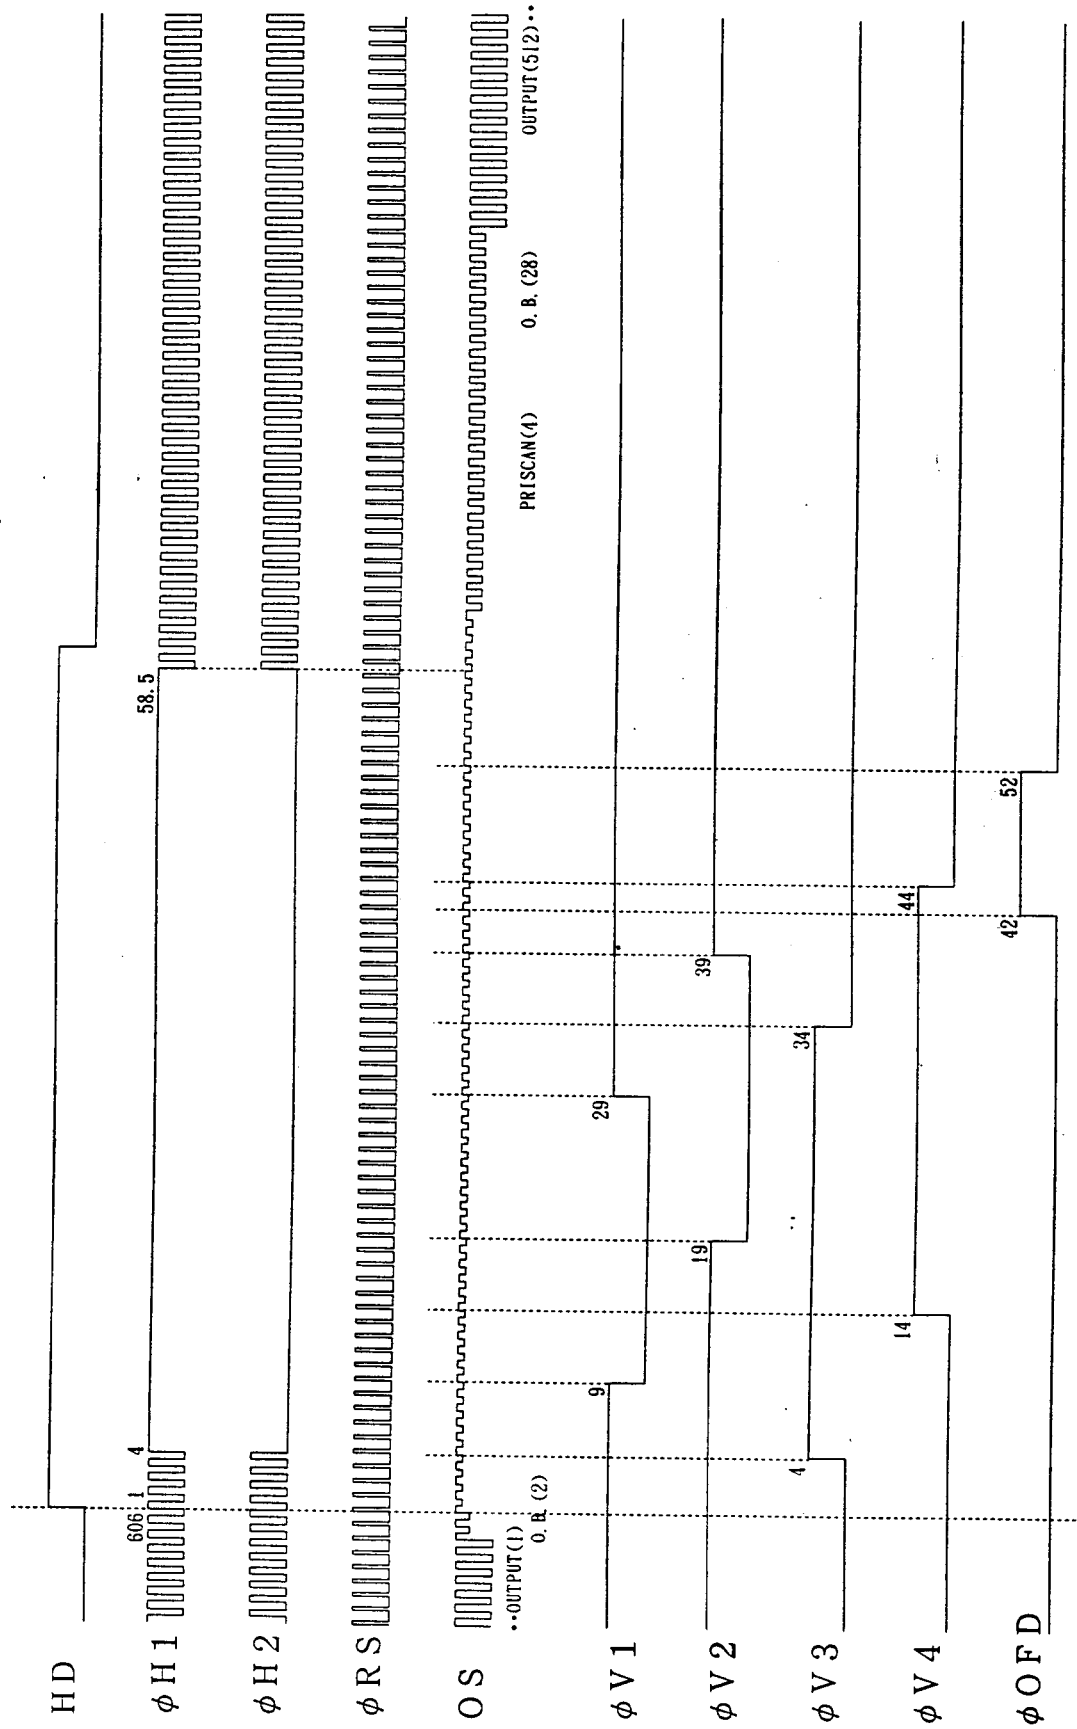 HD
φH1
606 1 4 58.5
φH2
φRS
OS
••OUTPUT(1)
O.B.(2)
PRISCAN(4)
O.B.(28)
OUTPUT(512)••
φV1
9 29
φV2
19 39
φV3
4 34
φV4
14 44
φOFD
42 52